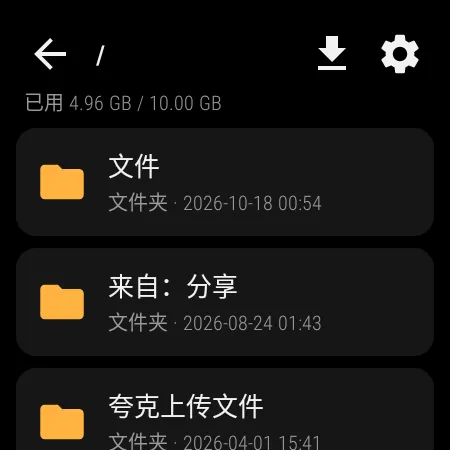 /
已用 4.96 GB / 10.00 GB
文件
文件夹 · 2026-10-18 00:54
来自：分享
文件夹 · 2026-08-24 01:43
夸克上传文件
文件夹 · 2026-04-01 15:41